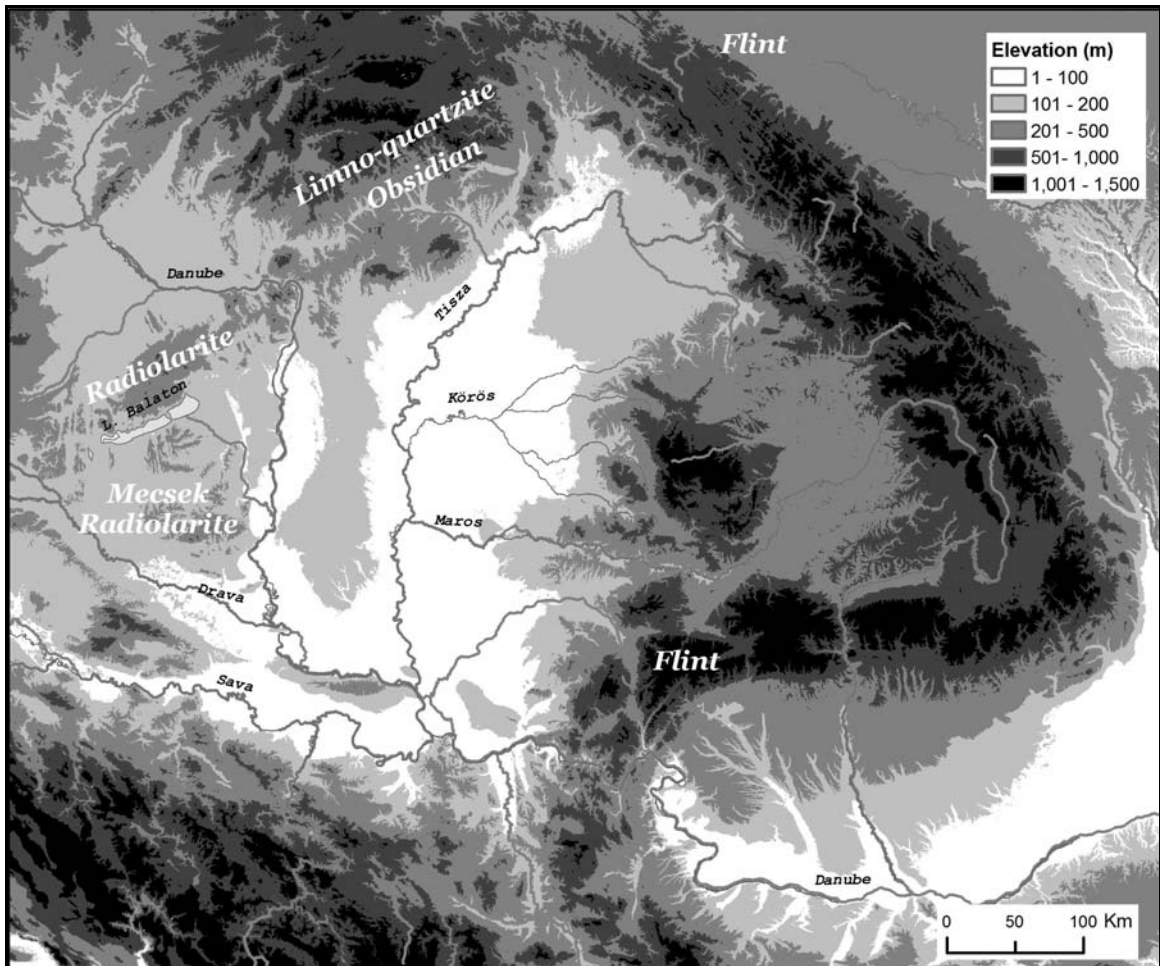 Flint
Elevation (m)
1 - 100
101 - 200
201 - 500
501- 1,000
1,001 - 1,500
Limno-quartzite
Obsidian
Danube
Tisza
Radiolarite
L. Balaton
Körös
Mecsek
Radiolarite
Maros
Drava
Flint
Sava
Danube
0 50 100 Km